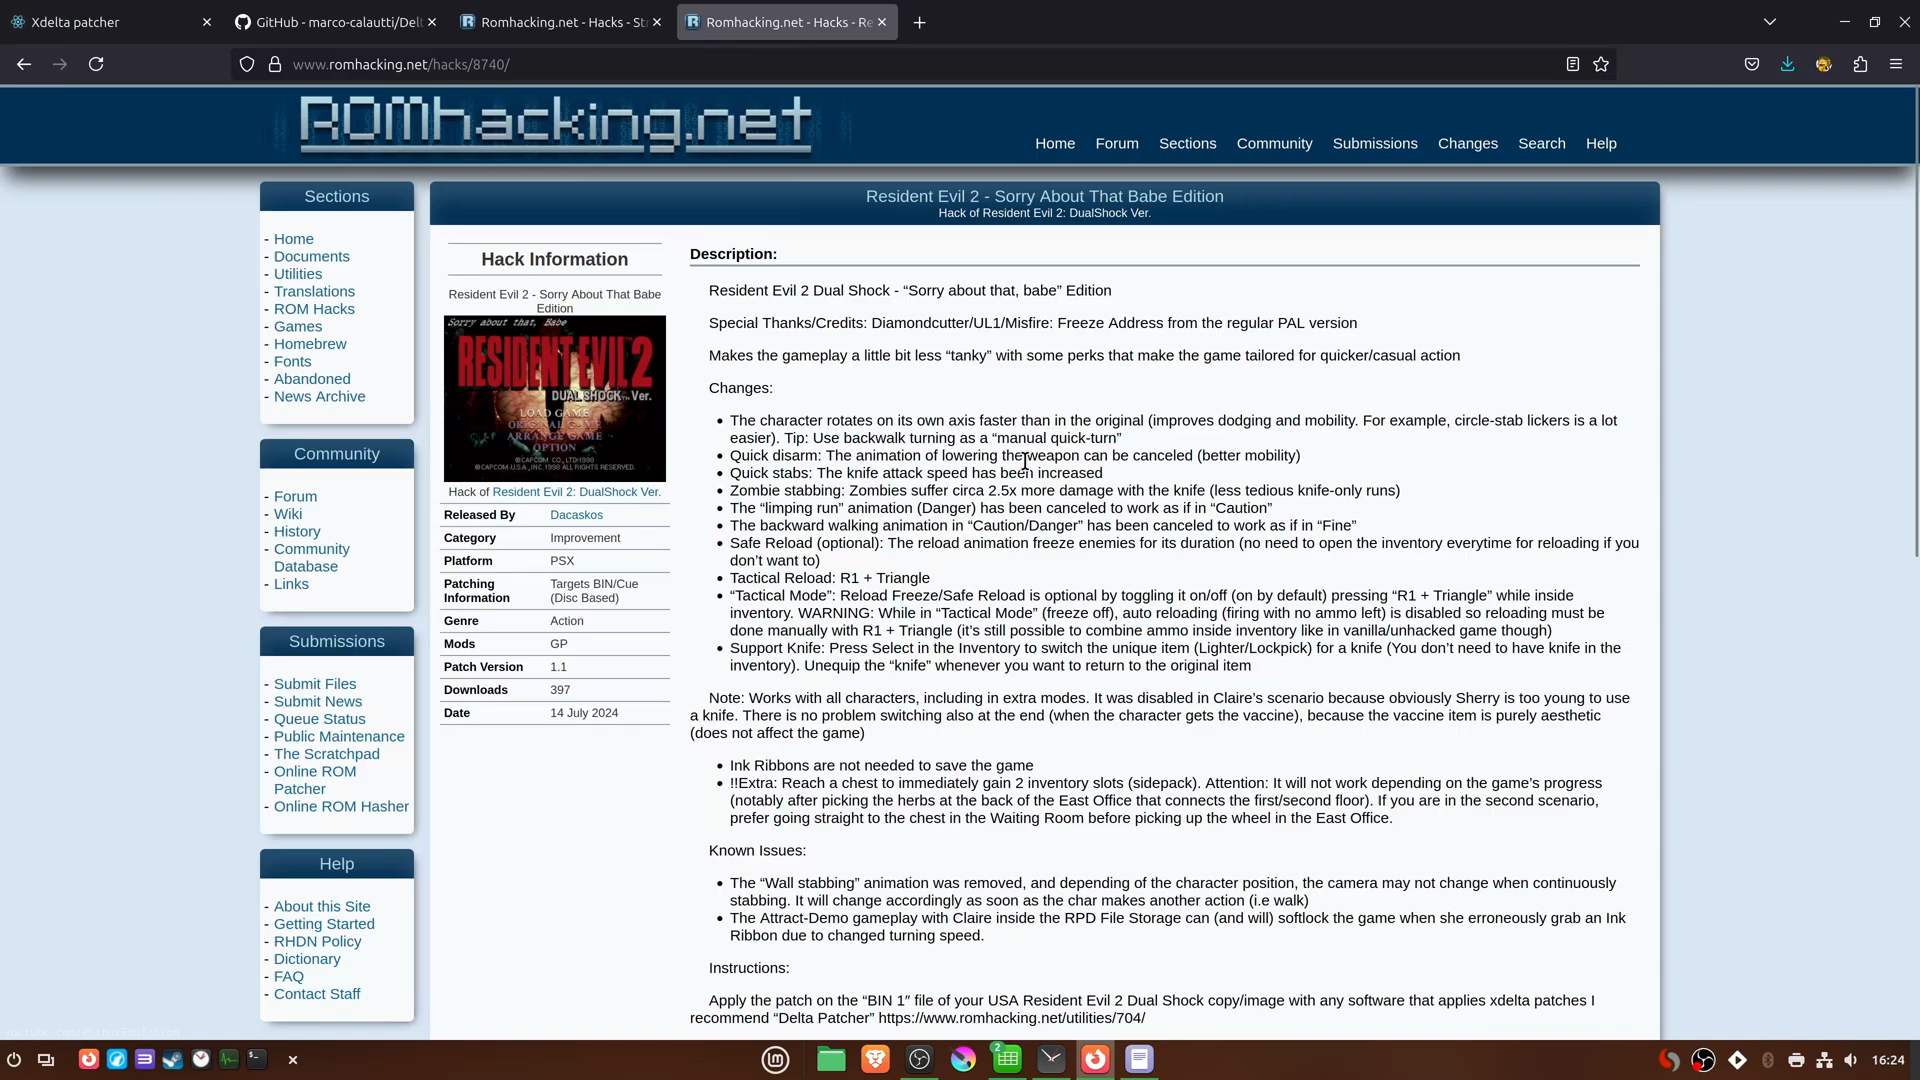 Xdelta patcher
GitHub - marco-calautti/Delt
Romhacking.net - Hacks - St
Romhacking.net - Hacks - Re
www.romhacking.net/hacks/8740/
ROMhacking.net
Home Forum Sections Community Submissions Changes Search Help
Sections
- Home
- Documents
- Utilities
- Translations
- ROM Hacks
- Games
- Homebrew
- Fonts
- Abandoned
- News Archive
Community
- Forum
- Wiki
- History
- Community
Database
- Links
Submissions
- Submit Files
- Submit News
- Queue Status
- Public Maintenance
- The Scratchpad
- Online ROM
Patcher
- Online ROM Hasher
Help
- About this Site
- Getting Started
- RHDN Policy
- Dictionary
- FAQ
- Contact Staff
Resident Evil 2 - Sorry About That Babe Edition
Hack of Resident Evil 2: DualShock Ver.
Hack Information
Resident Evil 2 - Sorry About That Babe
Edition
Sorry about that, Babe
RESIDENT EVIL 2
DUAL SHOCK Ver.
LOAD GAME
ORIGINAL GAME
ARRANGE GAME
OPTION
©CAPCOM CO.,LTD.1998
©CAPCOM U.S.A., INC.1998 ALL RIGHTS RESERVED.
Hack of Resident Evil 2: DualShock Ver.
Released By Dacaskos
Category Improvement
Platform PSX
Patching Information Targets BIN/Cue (Disc Based)
Genre Action
Mods GP
Patch Version 1.1
Downloads 397
Date 14 July 2024
Description:
Resident Evil 2 Dual Shock - “Sorry about that, babe” Edition
Special Thanks/Credits: Diamondcutter/UL1/Misfire: Freeze Address from the regular PAL version
Makes the gameplay a little bit less “tanky” with some perks that make the game tailored for quicker/casual action
Changes:
• The character rotates on its own axis faster than in the original (improves dodging and mobility. For example, circle-stab lickers is a lot
easier). Tip: Use backwalk turning as a “manual quick-turn”
• Quick disarm: The animation of lowering the weapon can be canceled (better mobility)
• Quick stabs: The knife attack speed has been increased
• Zombie stabbing: Zombies suffer circa 2.5x more damage with the knife (less tedious knife-only runs)
• The “limping run” animation (Danger) has been canceled to work as if in “Caution”
• The backward walking animation in “Caution/Danger” has been canceled to work as if in “Fine”
• Safe Reload (optional): The reload animation freeze enemies for its duration (no need to open the inventory everytime for reloading if you
don’t want to)
• Tactical Reload: R1 + Triangle
• “Tactical Mode”: Reload Freeze/Safe Reload is optional by toggling it on/off (on by default) pressing “R1 + Triangle” while inside
inventory. WARNING: While in “Tactical Mode” (freeze off), auto reloading (firing with no ammo left) is disabled so reloading must be
done manually with R1 + Triangle (it’s still possible to combine ammo inside inventory like in vanilla/unhacked game though)
• Support Knife: Press Select in the Inventory to switch the unique item (Lighter/Lockpick) for a knife (You don’t need to have knife in the
inventory). Unequip the “knife” whenever you want to return to the original item
Note: Works with all characters, including in extra modes. It was disabled in Claire’s scenario because obviously Sherry is too young to use
a knife. There is no problem switching also at the end (when the character gets the vaccine), because the vaccine item is purely aesthetic
(does not affect the game)
• Ink Ribbons are not needed to save the game
• !!Extra: Reach a chest to immediately gain 2 inventory slots (sidepack). Attention: It will not work depending on the game’s progress
(notably after picking the herbs at the back of the East Office that connects the first/second floor). If you are in the second scenario,
prefer going straight to the chest in the Waiting Room before picking up the wheel in the East Office.
Known Issues:
• The “Wall stabbing” animation was removed, and depending of the character position, the camera may not change when continuously
stabbing. It will change accordingly as soon as the char makes another action (i.e walk)
• The Attract-Demo gameplay with Claire inside the RPD File Storage can (and will) softlock the game when she erroneously grab an Ink
Ribbon due to changed turning speed.
Instructions:
Apply the patch on the “BIN 1” file of your USA Resident Evil 2 Dual Shock copy/image with any software that applies xdelta patches I
recommend “Delta Patcher” https://www.romhacking.net/utilities/704/
2
16:24